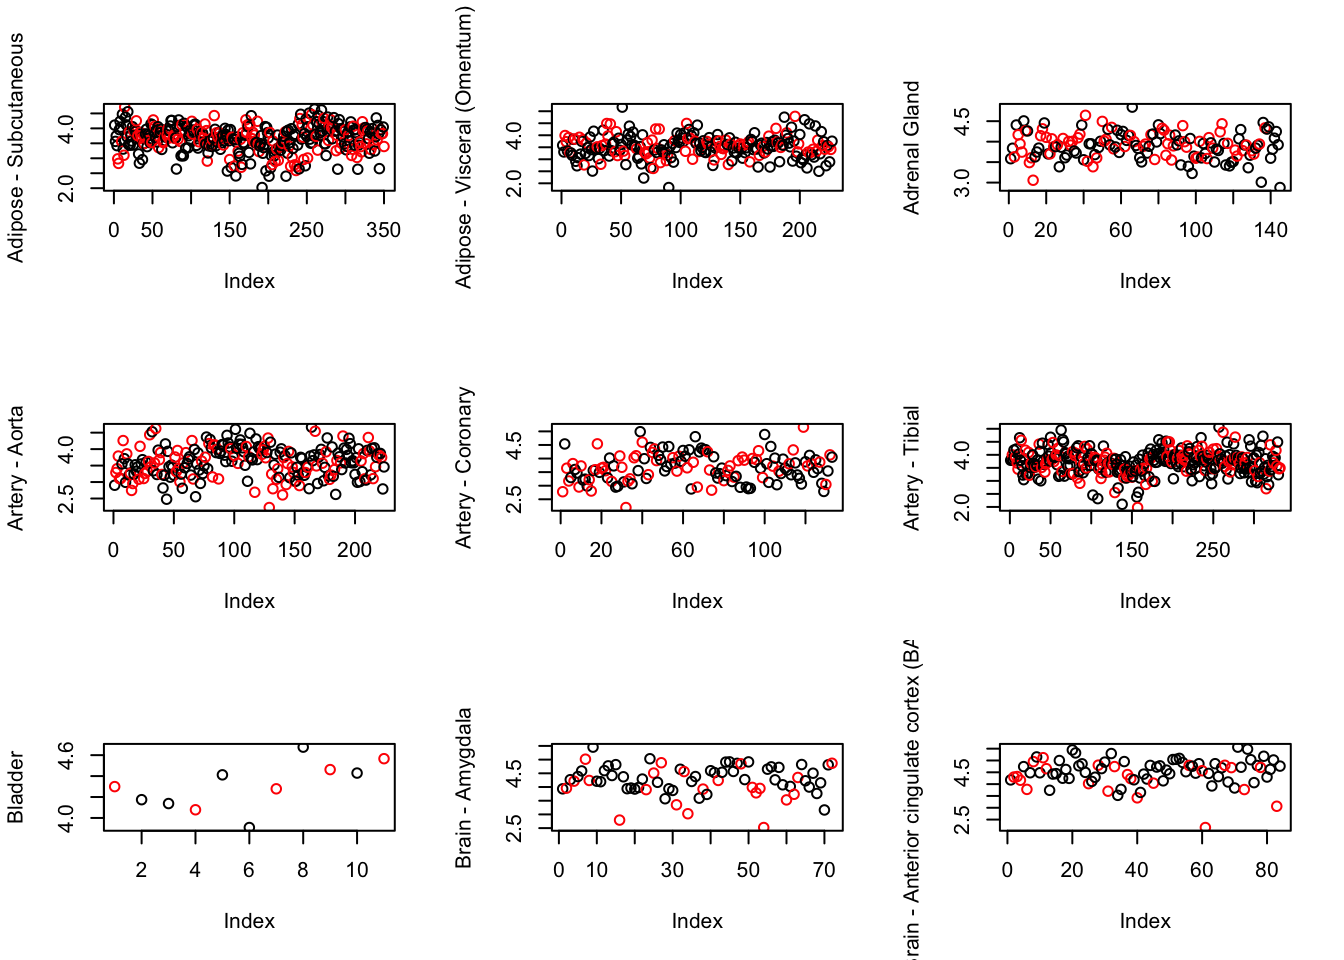 Adipose - Subcutaneous
2.0 4.0
0 50 150 250 350
Index
Adipose - Visceral (Omentum)
2.0 4.0
0 50 100 150 200
Index
Adrenal Gland
3.0 4.5
0 20 60 100 140
Index
Artery - Aorta
2.5 4.0
0 50 100 150 200
Index
Artery - Coronary
2.5 4.5
0 20 60 100
Index
Artery - Tibial
2.0 4.0
0 50 150 250
Index
Bladder
4.0 4.6
2 4 6 8 10
Index
Brain - Amygdala
2.5 4.5
0 10 30 50 70
Index
rain - Anterior cingulate cortex (BA
2.5 4.5
0 20 40 60 80
Index